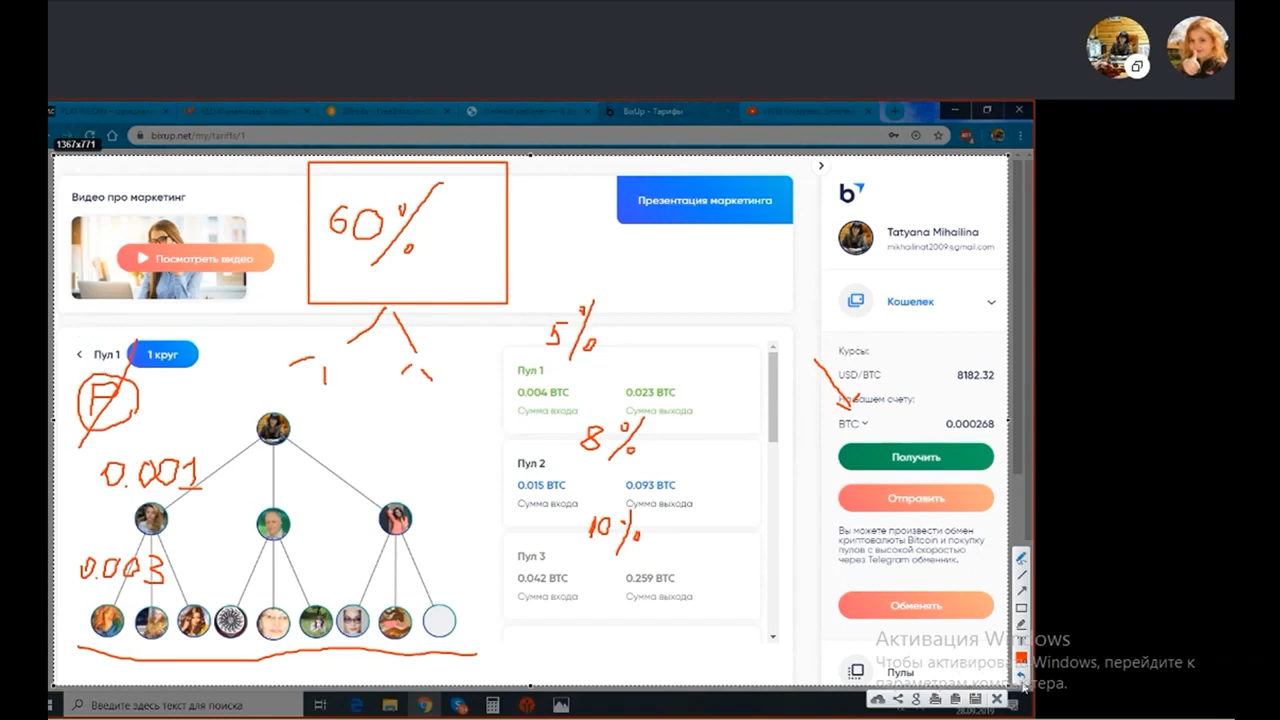 BixUp - Тарифы
bixup.net/my/tariffs/1
1367x771
Видео про маркетинг
Посмотреть видео
60%
Презентация маркетинга
Tatyana Mihailina
mikhailinat2009@gmail.com
Кошелек
Курсы:
USD/BTC 8182.32
BTC 0.000268
Получить
Отправить
Вы можете произвести обмен
криптовалюты Bitcoin и покупку
пулов с высокой скоростью
через Telegram обменник.
Обменять
Пулы
Пул 1 1 круг
P
0.001
0.003
5%
Пул 1
0.004 BTC 0.023 BTC
Сумма входа Сумма выхода
8%
Пул 2
0.015 BTC 0.093 BTC
Сумма входа Сумма выхода
10%
Пул 3
0.042 BTC 0.259 BTC
Сумма входа Сумма выхода
Активация Windows
Чтобы активировать Windows, перейдите к
параметрам компьютера.
Введите здесь текст для поиска
28.09.2019